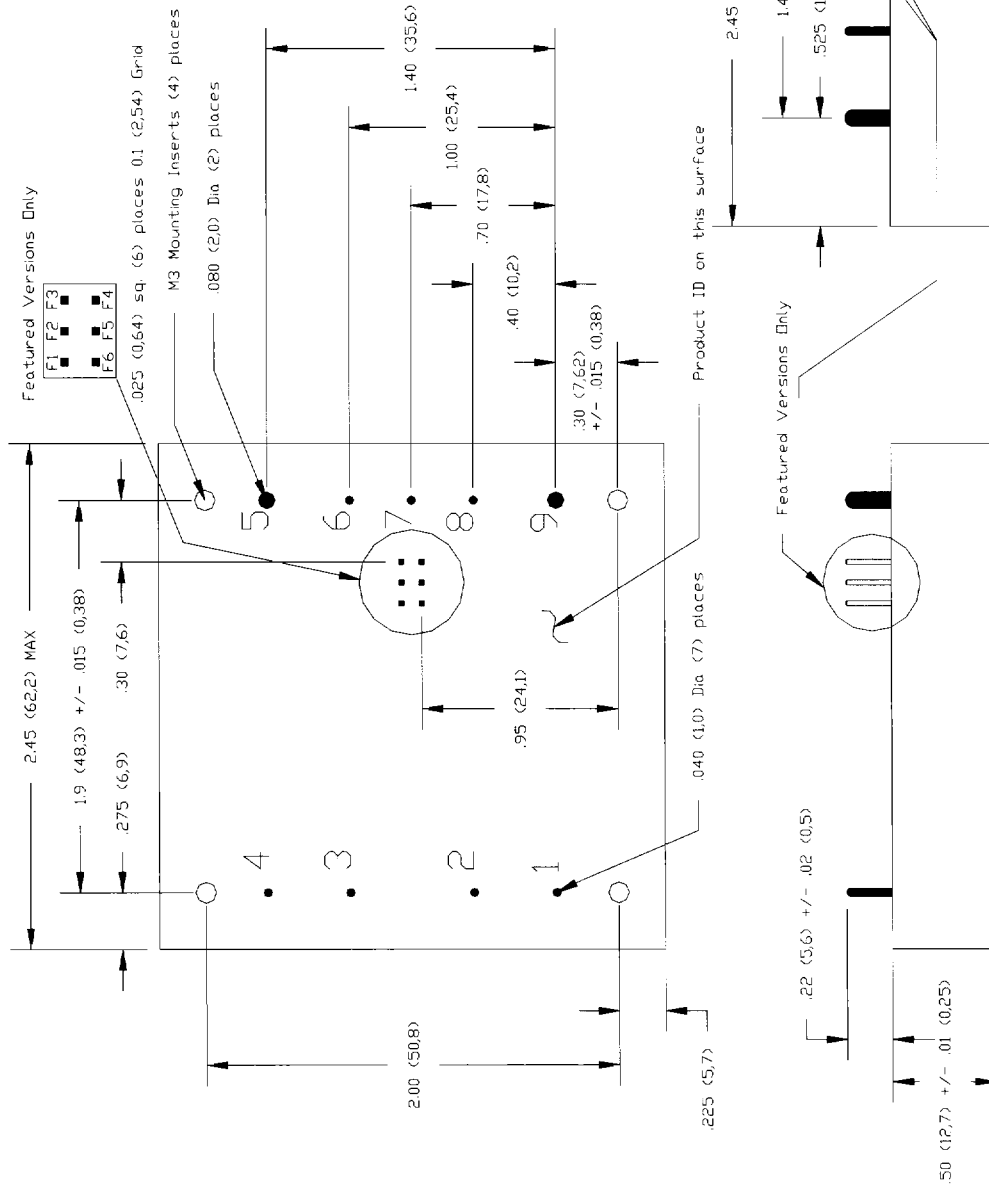 Featured Versions Only
F1 F2 F3
F6 F5 F4
.025 (0,64) sq. (6) places 0.1 (2,54) Grid
M3 Mounting Inserts (4) places
.080 (2,0) Dia (2) places
2.45 (62,2) MAX
1.9 (48,3) +/- .015 (0,38)
.275 (6,9)
.30 (7,6)
1.40 (35,6)
1.00 (25,4)
.70 (17,8)
.40 (10,2)
.30 (7,62)
+/- .015 (0,38)
4
3
2
1
5
6
7
8
9
.95 (24,1)
2.00 (50,8)
.225 (5,7)
.040 (1,0) Dia (7) places
Product ID on this surface
.22 (5,6) +/- .02 (0,5)
.50 (12,7) +/- .01 (0,25)
Featured Versions Only
2.45
1.4
.525 (1